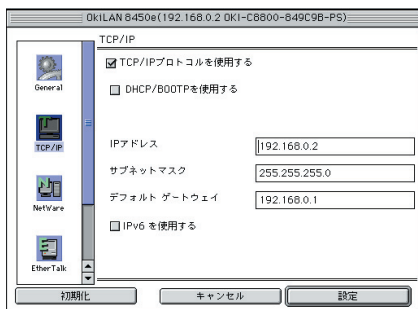 OkiLAN 8450e(192.168.0.2 OKI-C8800-849C9B-PS)
TCP/IP
General
TCP/IP
NetWare
EtherTalk
TCP/IPプロトコルを使用する
DHCP/BOOTPを使用する
IPアドレス 192.168.0.2
サブネットマスク 255.255.255.0
デフォルト ゲートウェイ 192.168.0.1
IPv6 を使用する
初期化 キャンセル 設定